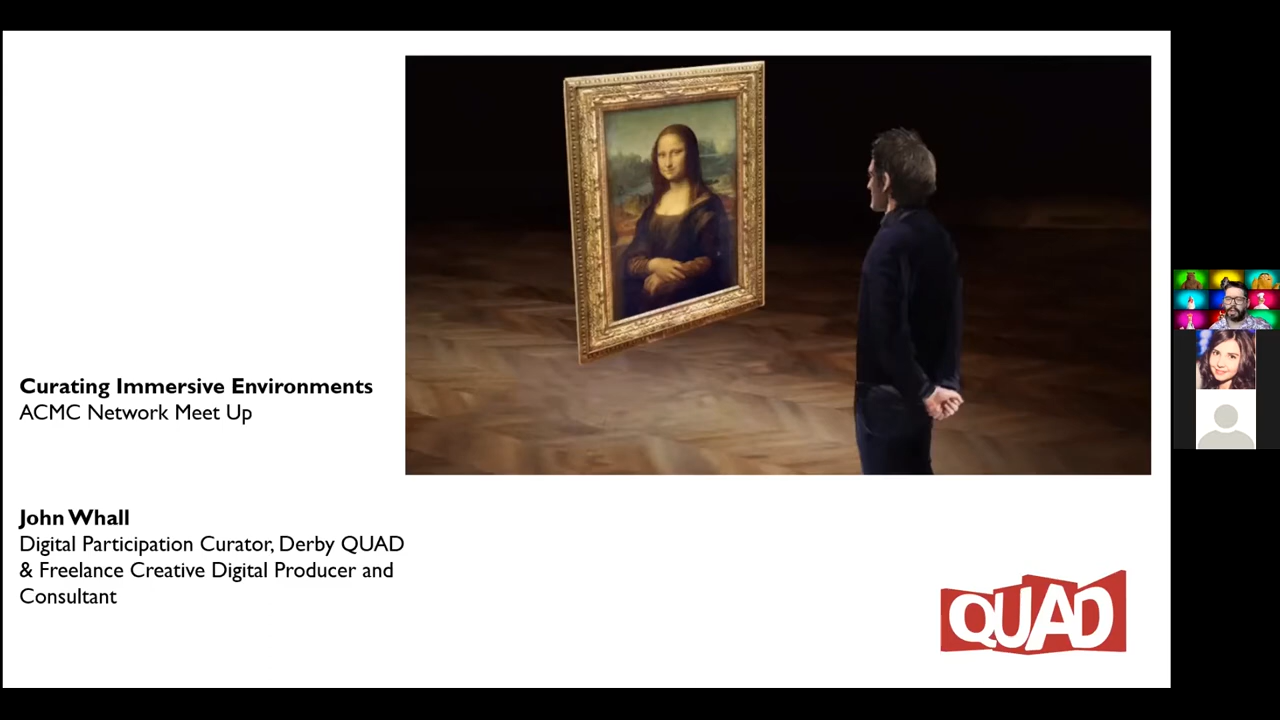 Curating Immersive Environments
ACMC Network Meet Up
John Whall
Digital Participation Curator, Derby QUAD
& Freelance Creative Digital Producer and
Consultant
QUAD